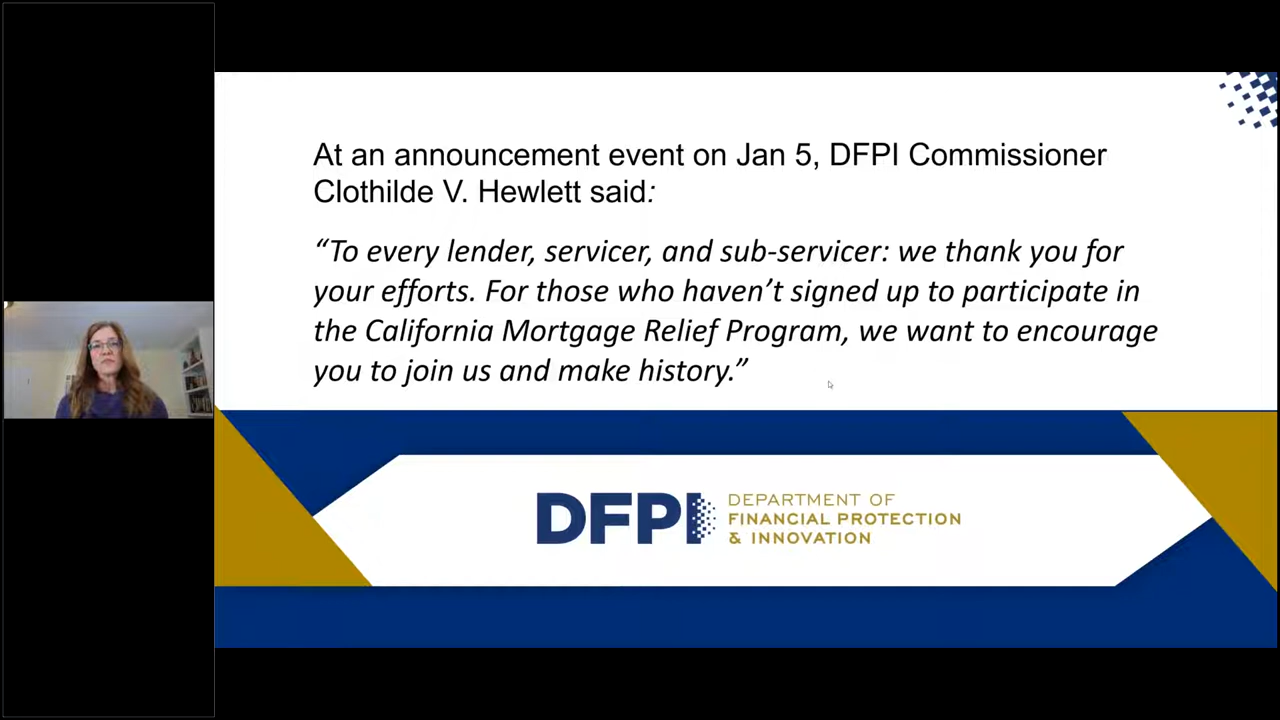 At an announcement event on Jan 5, DFPI Commissioner
Clothilde V. Hewlett said:
“To every lender, servicer, and sub-servicer: we thank you for
your efforts. For those who haven’t signed up to participate in
the California Mortgage Relief Program, we want to encourage
you to join us and make history.”
DFPI
DEPARTMENT OF
FINANCIAL PROTECTION
& INNOVATION